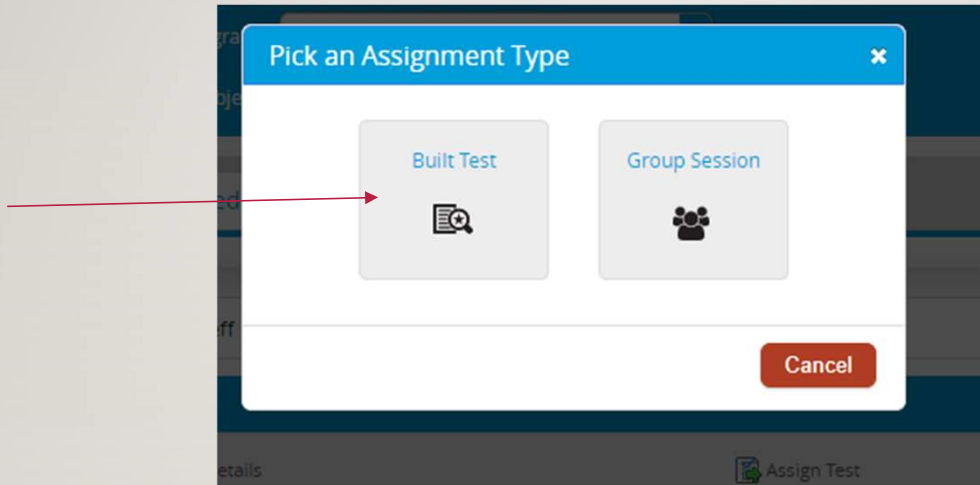 Pick an Assignment Type
Built Test
Group Session
Cancel
Assign Test